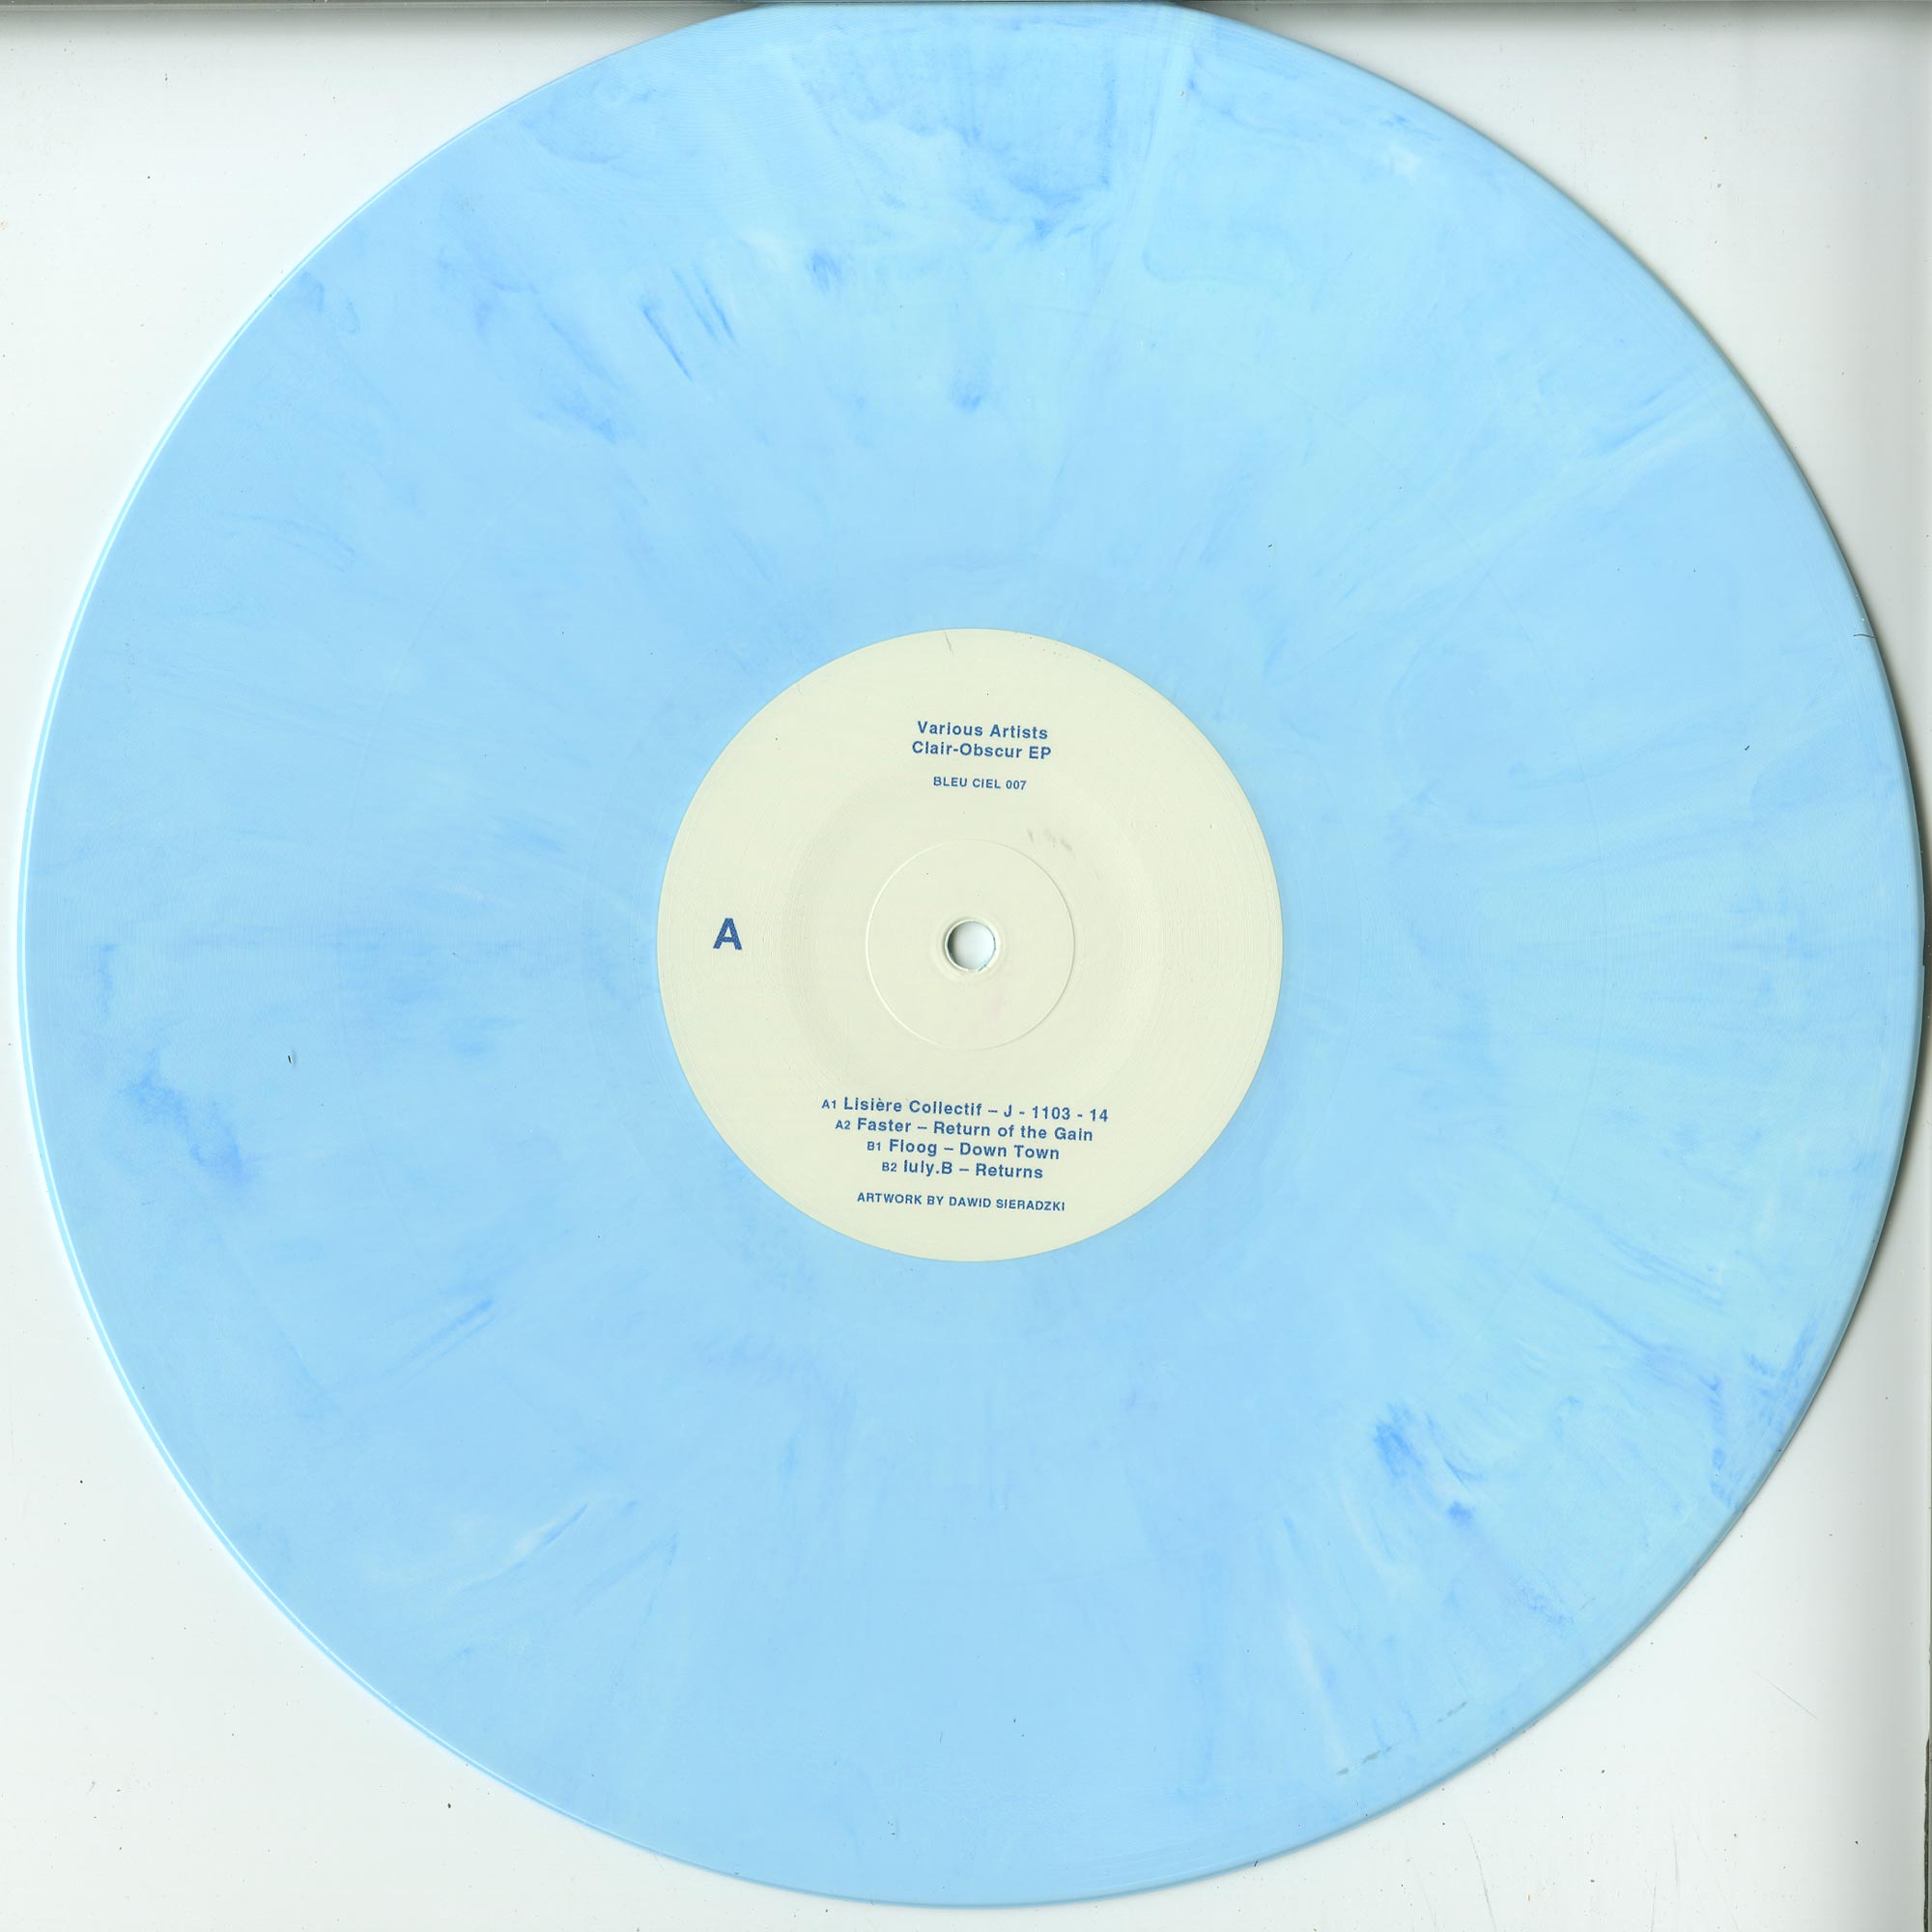 Various Artists
Clair-Obscur EP
BLEU CIEL 007
A
A1 Lisière Collectif – J - 1103 - 14
A2 Faster – Return of the Gain
B1 Floog – Down Town
B2 Iuly.B – Returns
ARTWORK BY DAWID SIERADZKI